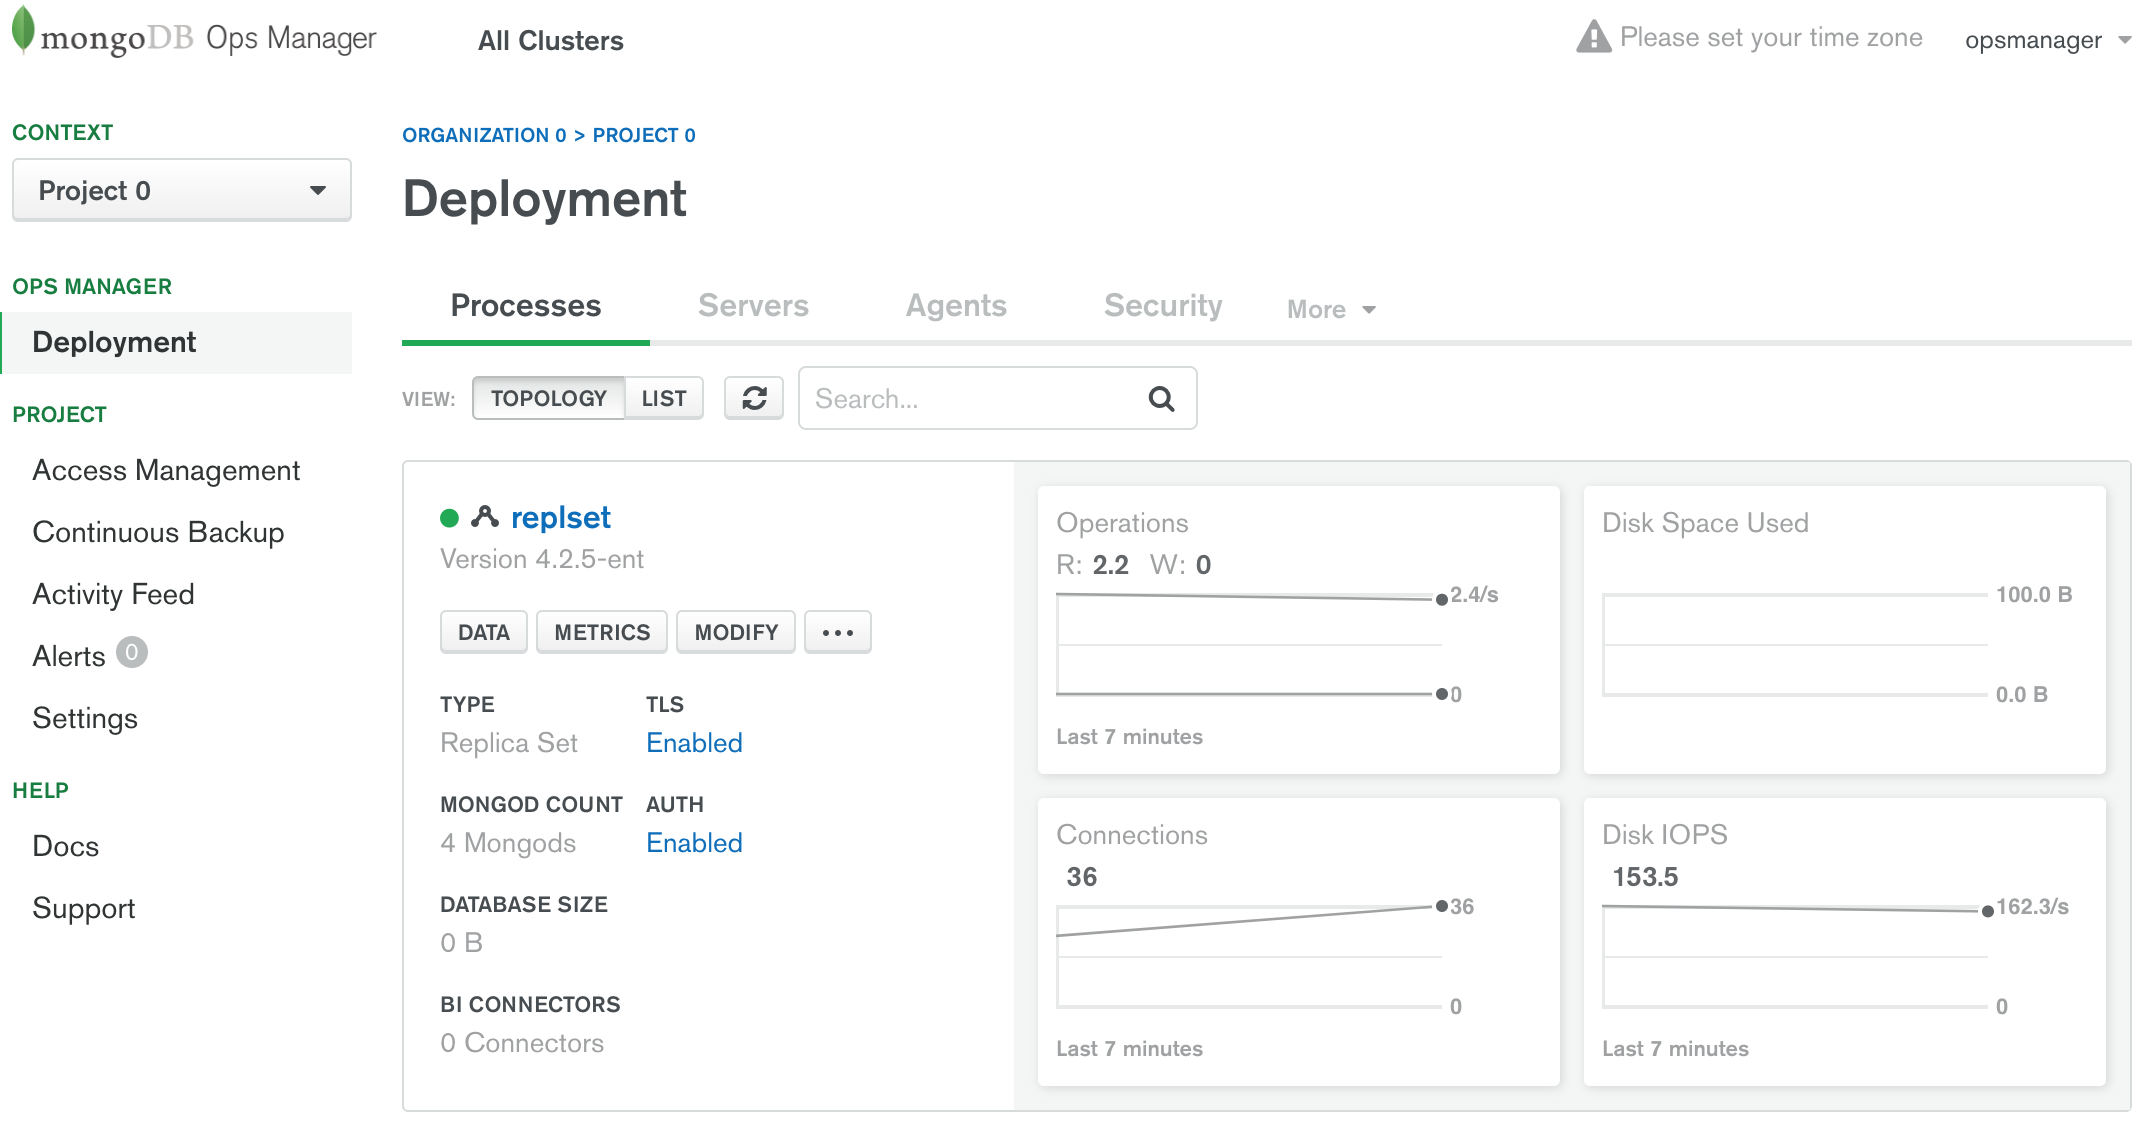 mongoDB Ops Manager
All Clusters
Please set your time zone
opsmanager
CONTEXT
Project 0
OPS MANAGER
Deployment
PROJECT
Access Management
Continuous Backup
Activity Feed
Alerts 0
Settings
HELP
Docs
Support
ORGANIZATION 0 > PROJECT 0
Deployment
Processes Servers Agents Security More
VIEW: TOPOLOGY LIST Search...
replset
Version 4.2.5-ent
DATA METRICS MODIFY •••
TYPE TLS
Replica Set Enabled
MONGOD COUNT AUTH
4 Mongods Enabled
DATABASE SIZE
0 B
BI CONNECTORS
0 Connectors
Operations
R: 2.2 W: 0
2.4/s
0
Last 7 minutes
Disk Space Used
100.0 B
0.0 B
Connections
36
36
0
Last 7 minutes
Disk IOPS
153.5
162.3/s
0
Last 7 minutes